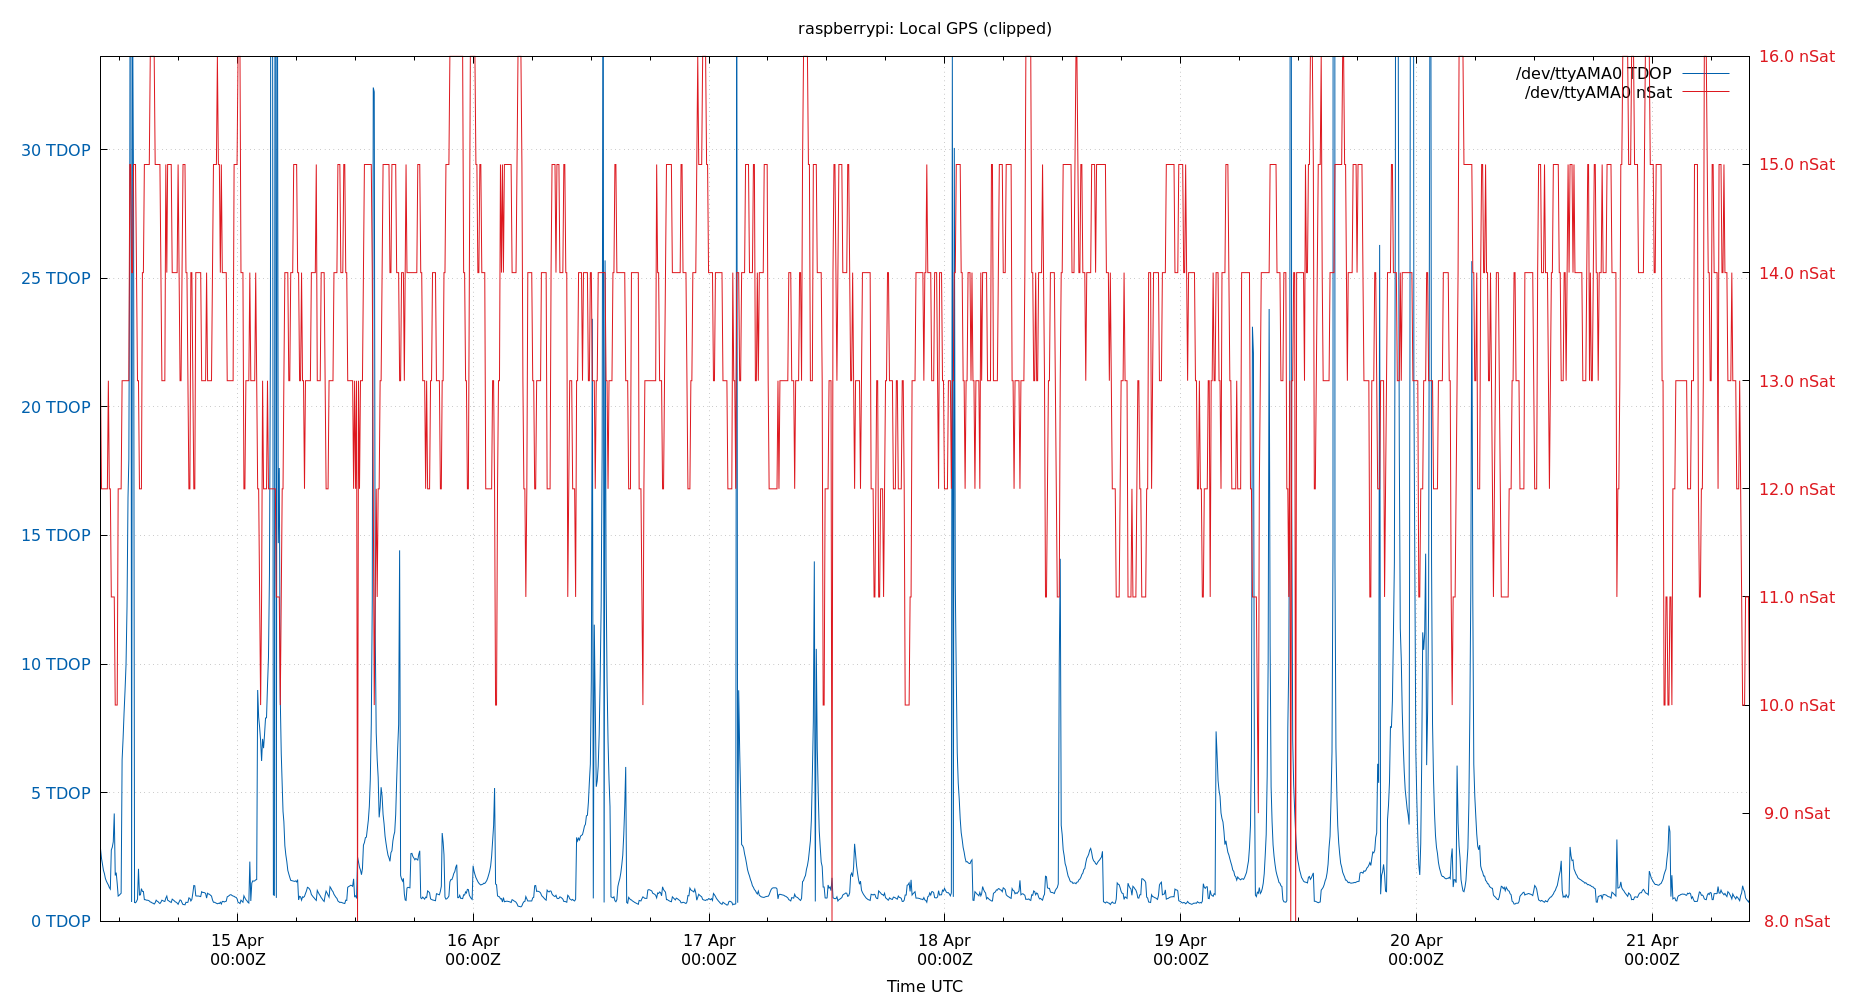 raspberrypi: Local GPS (clipped)
/dev/ttyAMA0 TDOP
/dev/ttyAMA0 nSat
30 TDOP
25 TDOP
20 TDOP
15 TDOP
10 TDOP
5 TDOP
0 TDOP
16.0 nSat
15.0 nSat
14.0 nSat
13.0 nSat
12.0 nSat
11.0 nSat
10.0 nSat
9.0 nSat
8.0 nSat
15 Apr
00:00Z
16 Apr
00:00Z
17 Apr
00:00Z
18 Apr
00:00Z
19 Apr
00:00Z
20 Apr
00:00Z
21 Apr
00:00Z
Time UTC